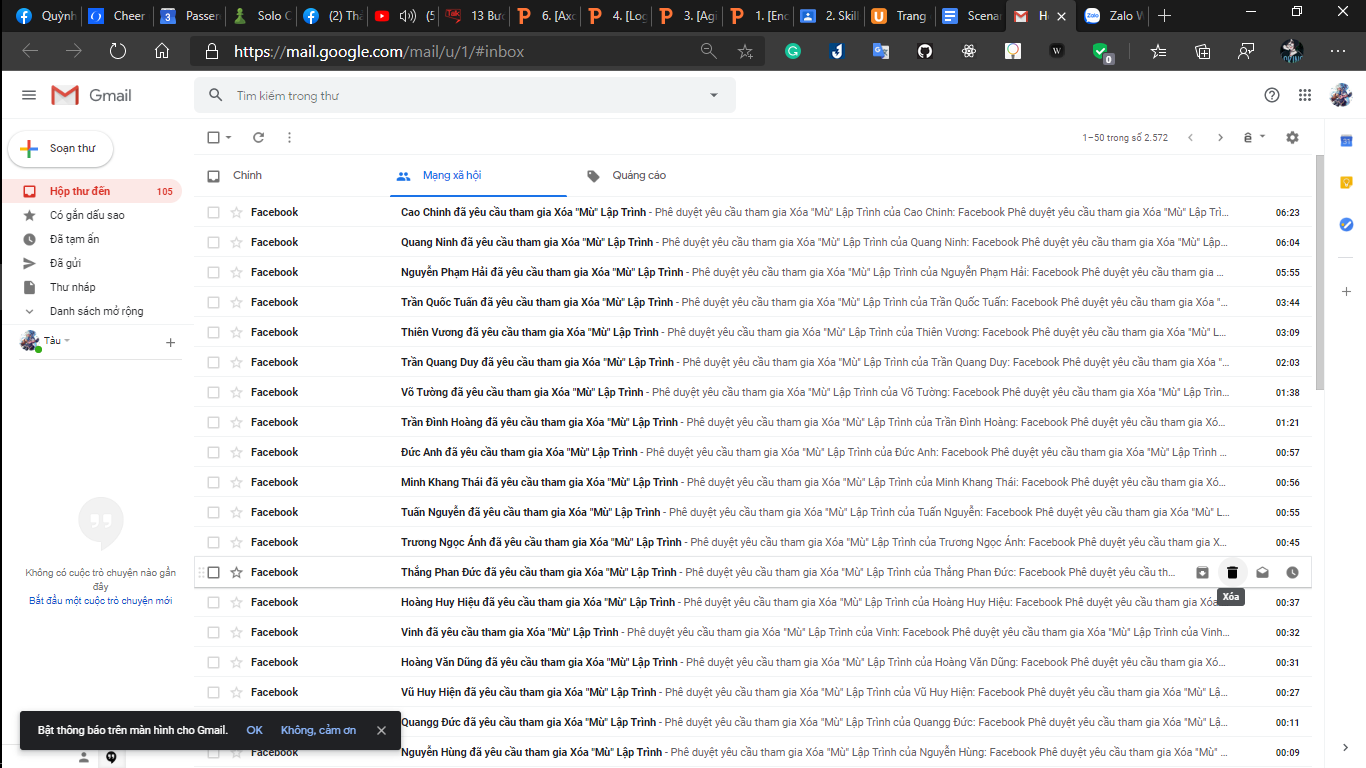 Quỳnh Cheer Passen Solo C (2) Thả (5 13 Bướ 6. [Axo 4. [Log 3. [Agi 1. [Enc 2. Skill Trang Scenar H Zalo W
https://mail.google.com/mail/u/1/#inbox
Gmail
Tìm kiếm trong thư
Soạn thư
1–50 trong số 2.572
Chính Mạng xã hội Quảng cáo
Hộp thư đến 105
Có gắn dấu sao
Đã tạm ẩn
Đã gửi
Thư nháp
Danh sách mở rộng
Tàu
Không có cuộc trò chuyện nào gần
đây
Bắt đầu một cuộc trò chuyện mới
Facebook Cao Chinh đã yêu cầu tham gia Xóa "Mù" Lập Trình - Phê duyệt yêu cầu tham gia Xóa "Mù" Lập Trình của Cao Chinh: Facebook Phê duyệt yêu cầu tham gia Xóa "Mù" Lập Trì... 06:23
Facebook Quang Ninh đã yêu cầu tham gia Xóa "Mù" Lập Trình - Phê duyệt yêu cầu tham gia Xóa "Mù" Lập Trình của Quang Ninh: Facebook Phê duyệt yêu cầu tham gia Xóa "Mù" Lập... 06:04
Facebook Nguyễn Phạm Hải đã yêu cầu tham gia Xóa "Mù" Lập Trình - Phê duyệt yêu cầu tham gia Xóa "Mù" Lập Trình của Nguyễn Phạm Hải: Facebook Phê duyệt yêu cầu tham gia ... 05:55
Facebook Trần Quốc Tuấn đã yêu cầu tham gia Xóa "Mù" Lập Trình - Phê duyệt yêu cầu tham gia Xóa "Mù" Lập Trình của Trần Quốc Tuấn: Facebook Phê duyệt yêu cầu tham gia Xóa "... 03:44
Facebook Thiên Vương đã yêu cầu tham gia Xóa "Mù" Lập Trình - Phê duyệt yêu cầu tham gia Xóa "Mù" Lập Trình của Thiên Vương: Facebook Phê duyệt yêu cầu tham gia Xóa "Mù" L... 03:09
Facebook Trần Quang Duy đã yêu cầu tham gia Xóa "Mù" Lập Trình - Phê duyệt yêu cầu tham gia Xóa "Mù" Lập Trình của Trần Quang Duy: Facebook Phê duyệt yêu cầu tham gia Xóa "... 02:03
Facebook Võ Tường đã yêu cầu tham gia Xóa "Mù" Lập Trình - Phê duyệt yêu cầu tham gia Xóa "Mù" Lập Trình của Võ Tường: Facebook Phê duyệt yêu cầu tham gia Xóa "Mù" Lập Trìn... 01:38
Facebook Trần Đình Hoàng đã yêu cầu tham gia Xóa "Mù" Lập Trình - Phê duyệt yêu cầu tham gia Xóa "Mù" Lập Trình của Trần Đình Hoàng: Facebook Phê duyệt yêu cầu tham gia Xó... 01:21
Facebook Đức Anh đã yêu cầu tham gia Xóa "Mù" Lập Trình - Phê duyệt yêu cầu tham gia Xóa "Mù" Lập Trình của Đức Anh: Facebook Phê duyệt yêu cầu tham gia Xóa "Mù" Lập Trình ... 00:57
Facebook Minh Khang Thái đã yêu cầu tham gia Xóa "Mù" Lập Trình - Phê duyệt yêu cầu tham gia Xóa "Mù" Lập Trình của Minh Khang Thái: Facebook Phê duyệt yêu cầu tham gia Xó... 00:56
Facebook Tuấn Nguyễn đã yêu cầu tham gia Xóa "Mù" Lập Trình - Phê duyệt yêu cầu tham gia Xóa "Mù" Lập Trình của Tuấn Nguyễn: Facebook Phê duyệt yêu cầu tham gia Xóa "Mù" L... 00:55
Facebook Trương Ngọc Ánh đã yêu cầu tham gia Xóa "Mù" Lập Trình - Phê duyệt yêu cầu tham gia Xóa "Mù" Lập Trình của Trương Ngọc Ánh: Facebook Phê duyệt yêu cầu tham gia X... 00:45
Facebook Thắng Phan Đức đã yêu cầu tham gia Xóa "Mù" Lập Trình - Phê duyệt yêu cầu tham gia Xóa "Mù" Lập Trình của Thắng Phan Đức: Facebook Phê duyệt yêu cầu th...
Xóa
Facebook Hoàng Huy Hiệu đã yêu cầu tham gia Xóa "Mù" Lập Trình - Phê duyệt yêu cầu tham gia Xóa "Mù" Lập Trình của Hoàng Huy Hiệu: Facebook Phê duyệt yêu cầu tham gia Xóa... 00:37
Facebook Vinh đã yêu cầu tham gia Xóa "Mù" Lập Trình - Phê duyệt yêu cầu tham gia Xóa "Mù" Lập Trình của Vinh: Facebook Phê duyệt yêu cầu tham gia Xóa "Mù" Lập Trình của Vinh... 00:32
Facebook Hoàng Văn Dũng đã yêu cầu tham gia Xóa "Mù" Lập Trình - Phê duyệt yêu cầu tham gia Xóa "Mù" Lập Trình của Hoàng Văn Dũng: Facebook Phê duyệt yêu cầu tham gia Xó... 00:31
Facebook Vũ Huy Hiện đã yêu cầu tham gia Xóa "Mù" Lập Trình - Phê duyệt yêu cầu tham gia Xóa "Mù" Lập Trình của Vũ Huy Hiện: Facebook Phê duyệt yêu cầu tham gia Xóa "Mù" Lậ... 00:27
Quangg Đức đã yêu cầu tham gia Xóa "Mù" Lập Trình - Phê duyệt yêu cầu tham gia Xóa "Mù" Lập Trình của Quangg Đức: Facebook Phê duyệt yêu cầu tham gia Xóa "Mù" Lập... 00:11
Bật thông báo trên màn hình cho Gmail. OK Không, cảm ơn
Facebook Nguyễn Hùng đã yêu cầu tham gia Xóa "Mù" Lập Trình - Phê duyệt yêu cầu tham gia Xóa "Mù" Lập Trình của Nguyễn Hùng: Facebook Phê duyệt yêu cầu tham gia Xóa "Mù" ... 00:09